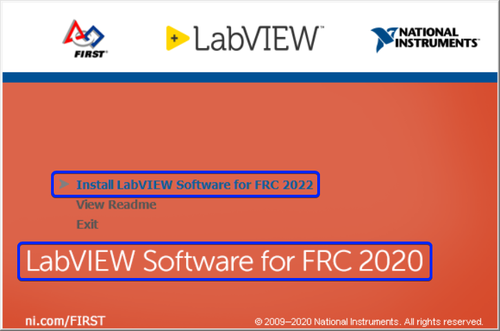 FIRST
LabVIEW™
NATIONAL
INSTRUMENTS™
Install LabVIEW Software for FRC 2022
View Readme
Exit
LabVIEW Software for FRC 2020
ni.com/FIRST
© 2009–2020 National Instruments. All rights reserved.